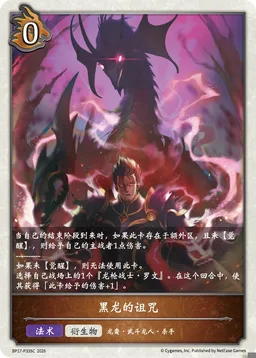 0
当自己的结束阶段到来时，如果此卡存在于额外区，且未【觉
醒】，则给予自己的主战者1点伤害。
如果未【觉醒】，则无法使用此卡。
选择自己战场上的1个『龙枪战士·罗文』。在这个回合中，使
其获得「此卡给予的伤害+1」。
黑龙的诅咒
法术
衍生物
龙裔·武斗龙人·杀手
BP17-P33SC 2025
© Cygames, Inc. Published by NetEase Games